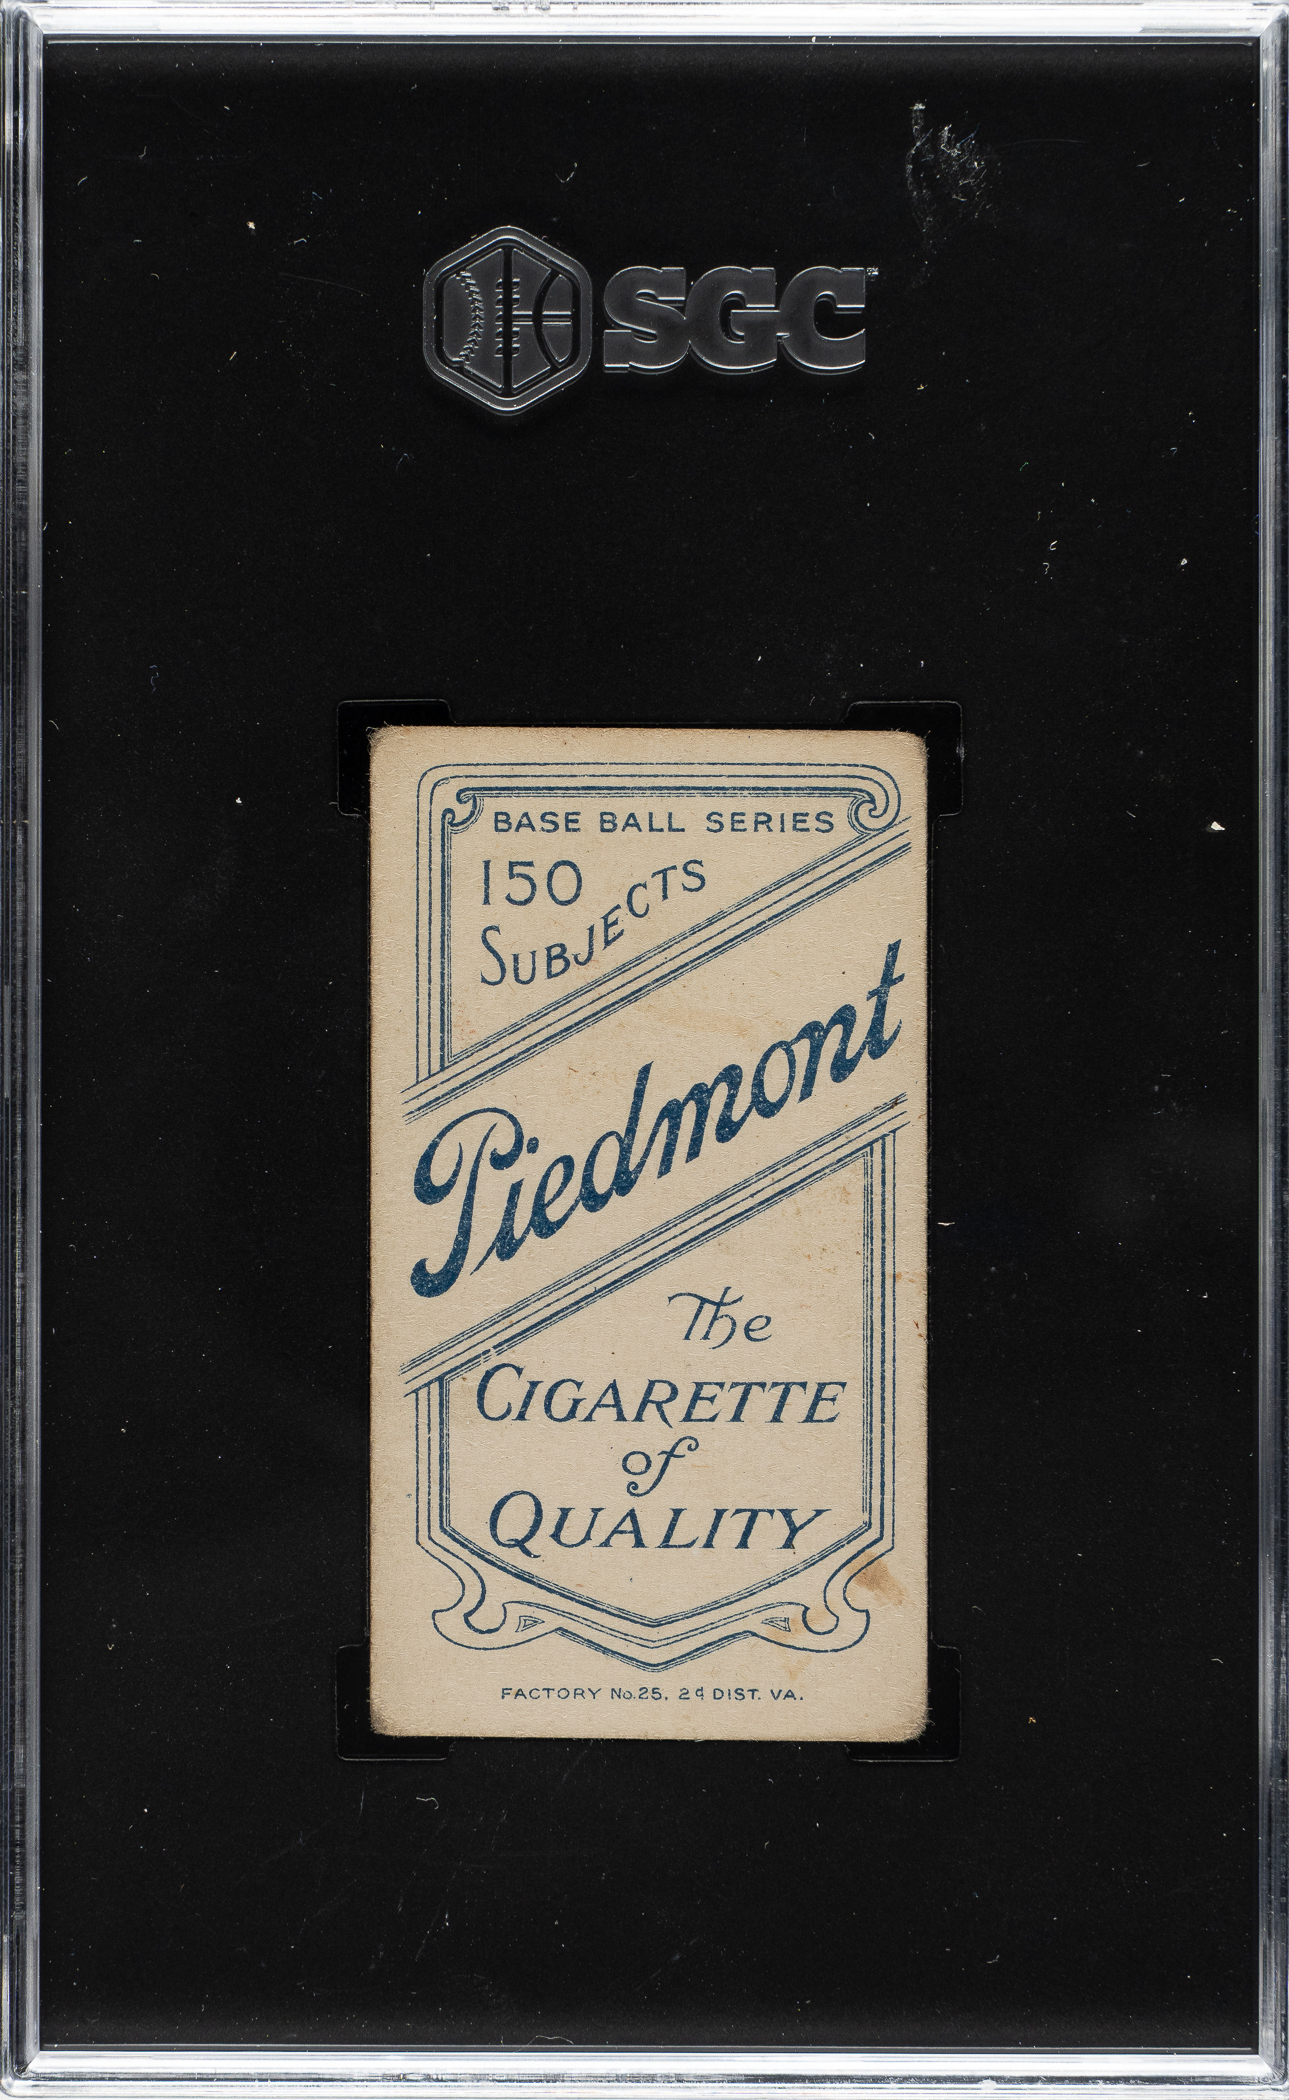 SGC
BASE BALL SERIES
150
SUBJECTS
Piedmont
The
CIGARETTE
of
QUALITY
FACTORY No.25, 2d DIST. VA.